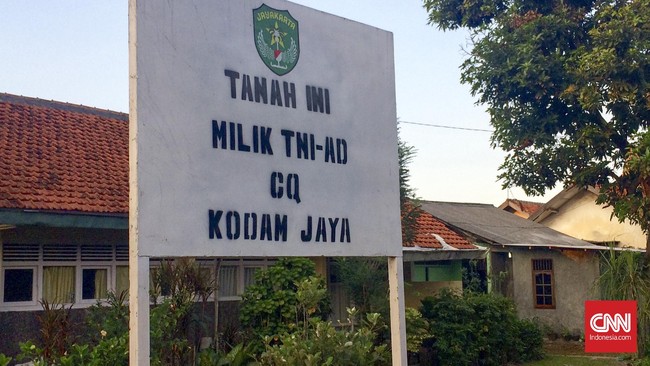 JAYAKARTA
TANAH INI
MILIK TNI-AD
CQ
KODAM JAYA
CNN
Indonesia.com